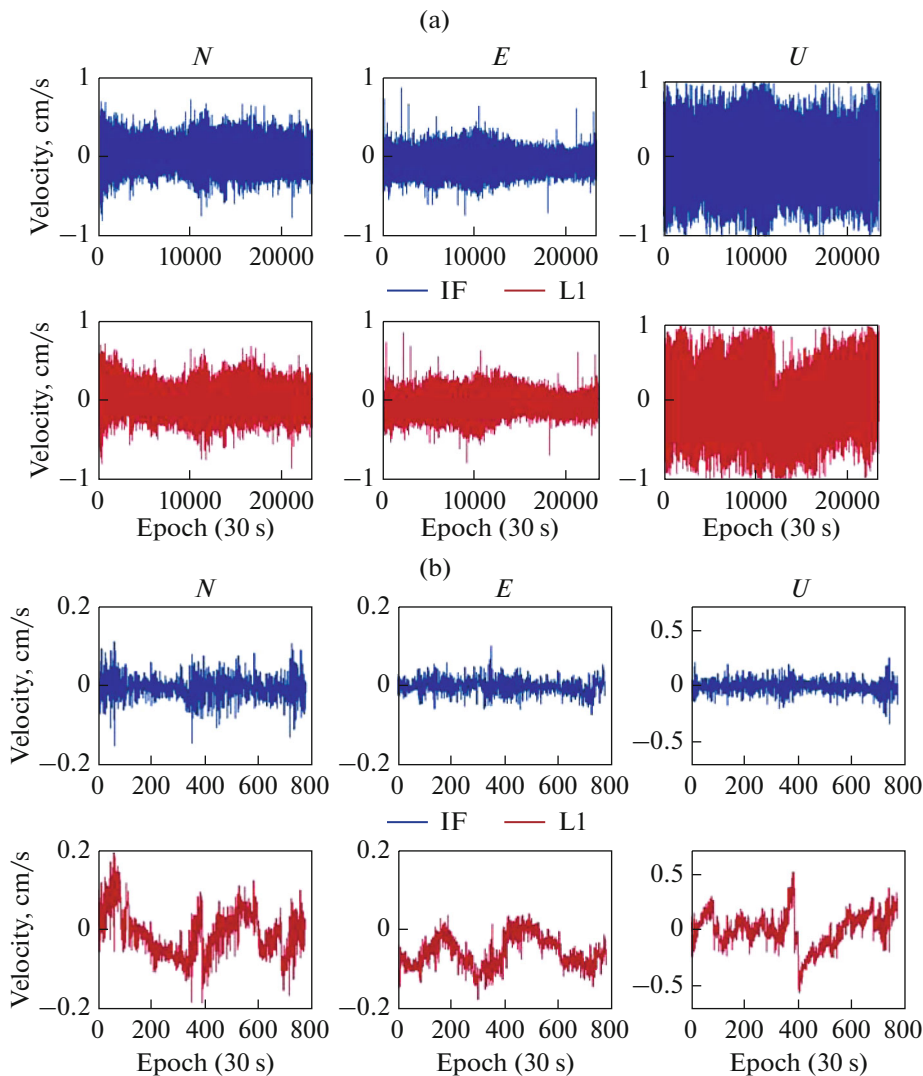 (a)
N E U
Velocity, cm/s
1 1 1
0 0 0
−1 −1 −1
0 10000 20000 0 10000 20000 0 10000 20000
IF L1
Velocity, cm/s
1 1 1
0 0 0
−1 −1 −1
0 10000 20000 0 10000 20000 0 10000 20000
Epoch (30 s) Epoch (30 s) Epoch (30 s)
(b)
N E U
Velocity, cm/s
0.2 0.2 0.5
0 0 0
−0.2 −0.2 −0.5
0 200 400 600 800 0 200 400 600 800 0 200 400 600 800
IF L1
Velocity, cm/s
0.2 0.2 0.5
0 0 0
−0.2 −0.2 −0.5
0 200 400 600 800 0 200 400 600 800 0 200 400 600 800
Epoch (30 s) Epoch (30 s) Epoch (30 s)